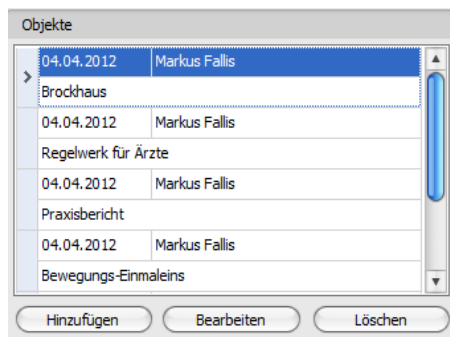 Objekte
04.04.2012 Markus Fallis
Brockhaus
04.04.2012 Markus Fallis
Regelwerk für Ärzte
04.04.2012 Markus Fallis
Praxisbericht
04.04.2012 Markus Fallis
Bewegungs-Einmaleins
Hinzufügen Bearbeiten Löschen